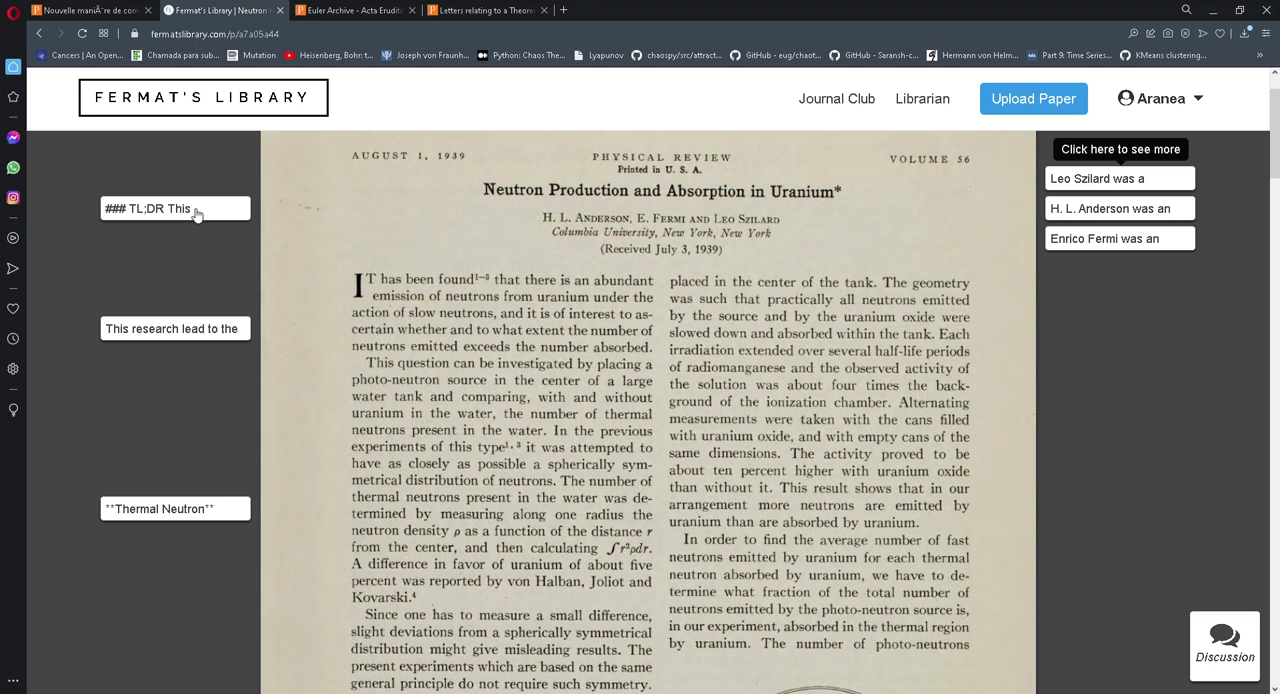 Nouvelle maniÃ¨re de com
Fermat's Library | Neutron
Euler Archive - Acta Erudit
Letters relating to a Theore
fermatslibrary.com/p/a7a05a44
Cancers | An Open...
Chamada para sub...
Mutation
Heisenberg, Bohr: t...
Joseph von Fraunh...
Python: Chaos The...
Lyapunov
chaospy/src/attract...
GitHub - eug/chaot...
GitHub - Saransh-c...
Hermann von Helm...
Part 9: Time Series...
KMeans clustering...
FERMAT'S LIBRARY
Journal Club
Librarian
Upload Paper
Aranea
Click here to see more
Leo Szilard was a
H. L. Anderson was an
Enrico Fermi was an
### TL;DR This
This research lead to the
**Thermal Neutron**
AUGUST 1, 1939
PHYSICAL REVIEW
VOLUME 56
Printed in U. S. A.
Neutron Production and Absorption in Uranium*
H. L. ANDERSON, E. FERMI AND LEO SZILARD
Columbia University, New York, New York
(Received July 3, 1939)
IT has been found¹⁻³ that there is an abundant
emission of neutrons from uranium under the
action of slow neutrons, and it is of interest to as-
certain whether and to what extent the number of
neutrons emitted exceeds the number absorbed.
This question can be investigated by placing a
photo-neutron source in the center of a large
water tank and comparing, with and without
uranium in the water, the number of thermal
neutrons present in the water. In the previous
experiments of this type¹·³ it was attempted to
have as closely as possible a spherically sym-
metrical distribution of neutrons. The number of
thermal neutrons present in the water was de-
termined by measuring along one radius the
neutron density ρ as a function of the distance r
from the center, and then calculating ∫r²ρdr.
A difference in favor of uranium of about five
percent was reported by von Halban, Joliot and
Kovarski.⁴
Since one has to measure a small difference,
slight deviations from a spherically symmetrical
distribution might give misleading results. The
present experiments which are based on the same
general principle do not require such symmetry.
placed in the center of the tank. The geometry
was such that practically all neutrons emitted
by the source and by the uranium oxide were
slowed down and absorbed within the tank. Each
irradiation extended over several half-life periods
of radiomanganese and the observed activity of
the solution was about four times the back-
ground of the ionization chamber. Alternating
measurements were taken with the cans filled
with uranium oxide, and with empty cans of the
same dimensions. The activity proved to be
about ten percent higher with uranium oxide
than without it. This result shows that in our
arrangement more neutrons are emitted by
uranium than are absorbed by uranium.
In order to find the average number of fast
neutrons emitted by uranium for each thermal
neutron absorbed by uranium, we have to de-
termine what fraction of the total number of
neutrons emitted by the photo-neutron source is,
in our experiment, absorbed in the thermal region
by uranium. The number of photo-neutrons
Discussion